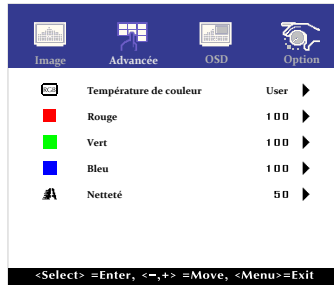 Image Advancée OSD Option
RGB Température de couleur User
Rouge 100
Vert 100
Bleu 100
Netteté 50
<Select> =Enter, <−,+> =Move, <Menu>=Exit